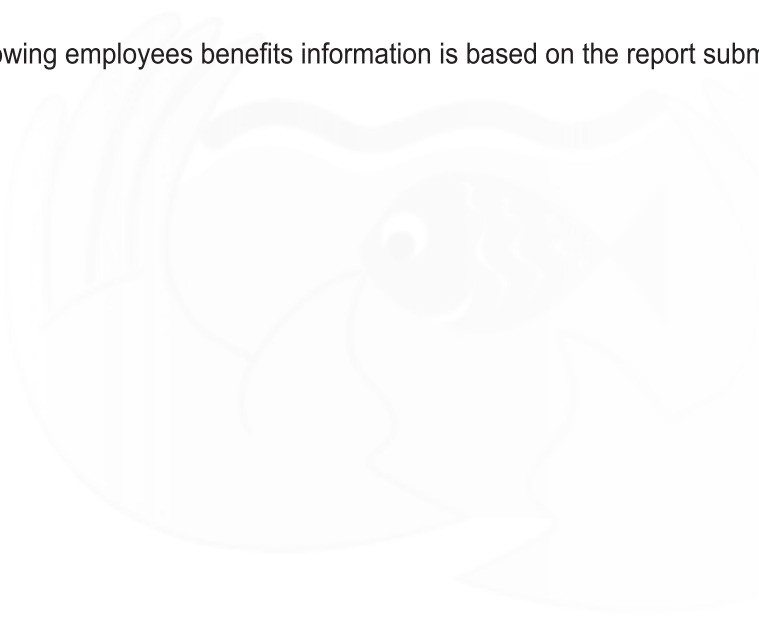 owing employees benefits information is based on the report subm